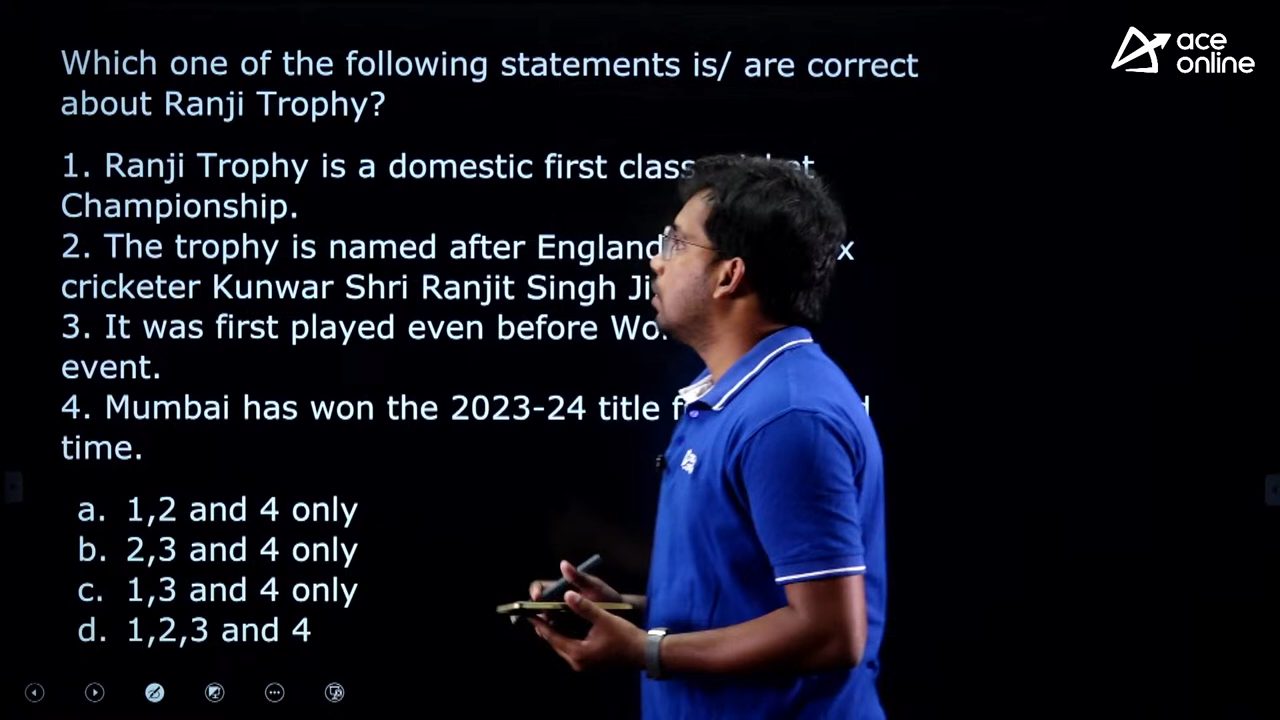 ace
online
Which one of the following statements is/ are correct
about Ranji Trophy?
1. Ranji Trophy is a domestic first class
Championship.
2. The trophy is named after England
cricketer Kunwar Shri Ranjit Singh Ji
3. It was first played even before
event.
4. Mumbai has won the 2023-24 title
time.
a. 1,2 and 4 only
b. 2,3 and 4 only
c. 1,3 and 4 only
d. 1,2,3 and 4